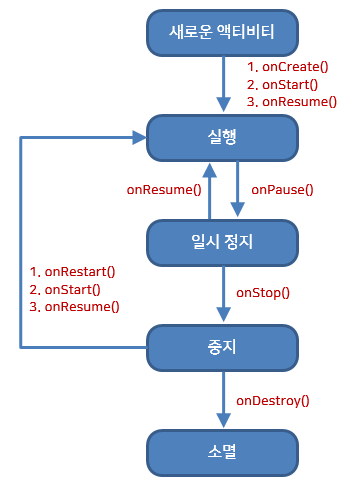 새로운 액티비티
1. onCreate()
2. onStart()
3. onResume()
실행
onResume()
onPause()
일시 정지
1. onRestart()
2. onStart()
3. onResume()
onStop()
중지
onDestroy()
소멸